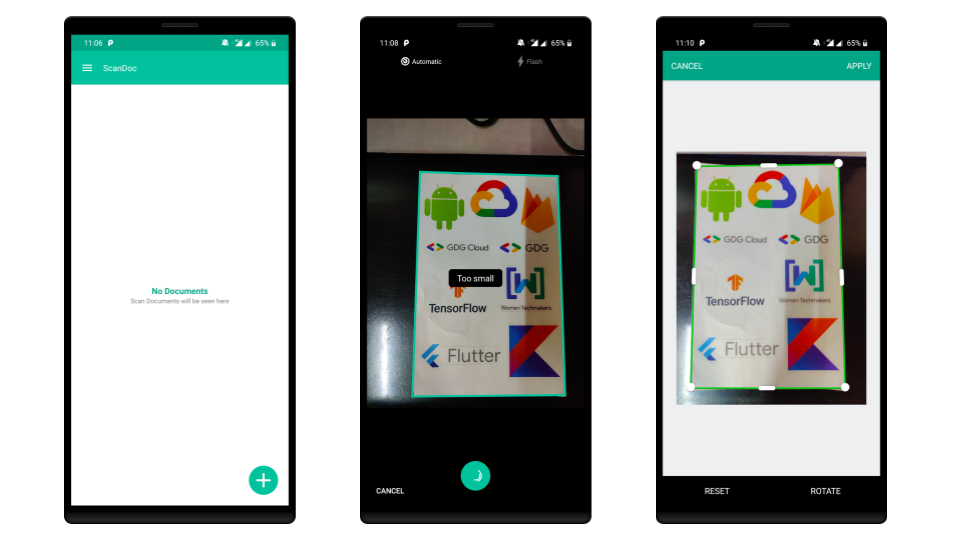 11:06
65%
ScanDoc
No Documents
Scan Documents will be seen here
11:08
65%
Automatic
Flash
GDG Cloud
GDG
Too small
TensorFlow
Women Techmakers
Flutter
CANCEL
11:10
65%
CANCEL
APPLY
GDG Cloud
GDG
TensorFlow
Women Techmakers
Flutter
RESET
ROTATE